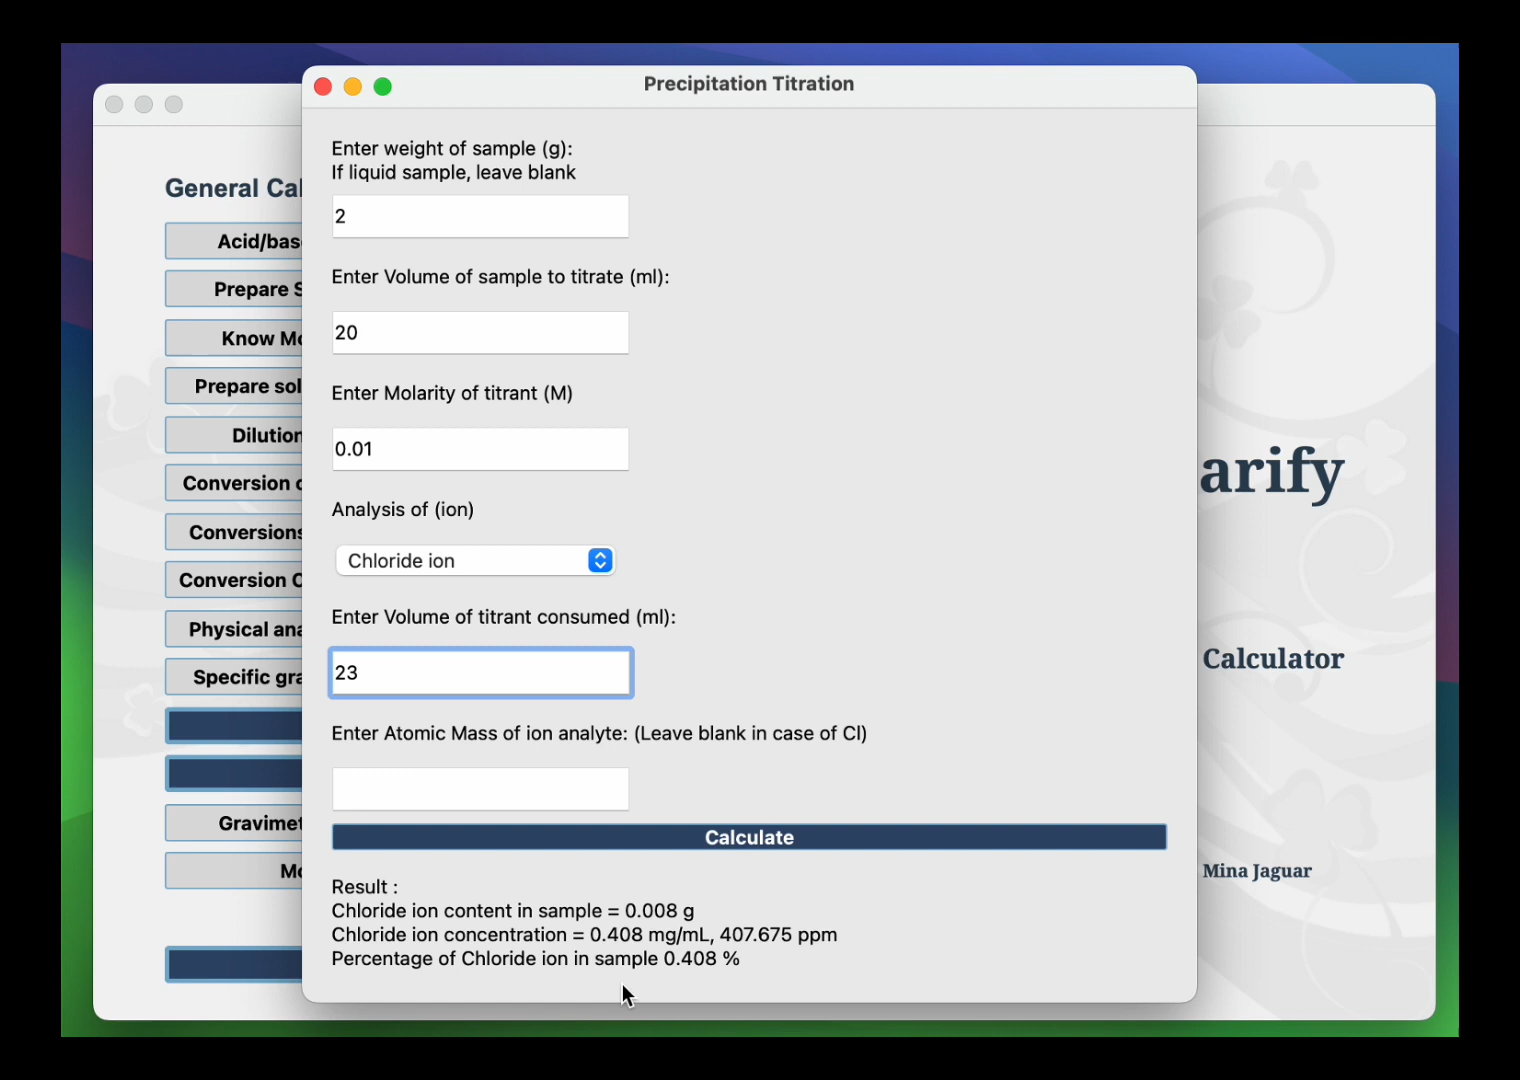 Precipitation Titration
General Cal
Acid/bas
Prepare S
Know Mo
Prepare sol
Dilution
Conversion
Conversions
Conversion C
Physical ana
Specific gra
Gravimet
Mo
Enter weight of sample (g):
If liquid sample, leave blank
2
Enter Volume of sample to titrate (ml):
20
Enter Molarity of titrant (M)
0.01
Analysis of (ion)
Chloride ion
Enter Volume of titrant consumed (ml):
23
Enter Atomic Mass of ion analyte: (Leave blank in case of Cl)
Calculate
Result :
Chloride ion content in sample = 0.008 g
Chloride ion concentration = 0.408 mg/mL, 407.675 ppm
Percentage of Chloride ion in sample 0.408 %
arify
Calculator
Mina Jaguar